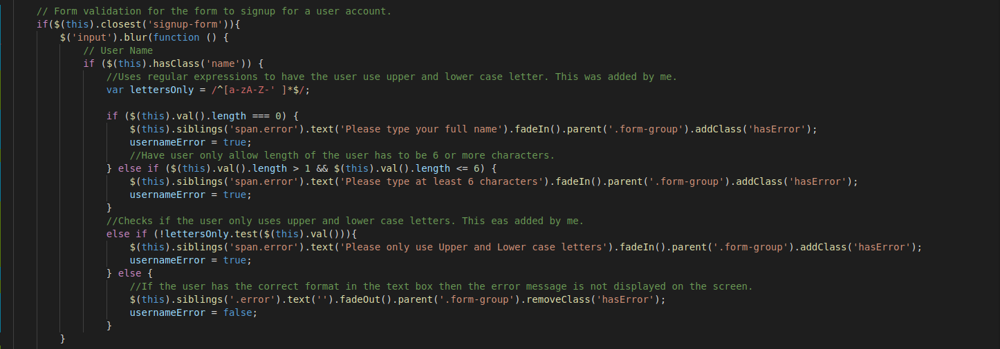 // Form validation for the form to signup for a user account.
if($(this).closest('signup-form')){
$('input').blur(function () {
// User Name
if ($(this).hasClass('name')) {
//Uses regular expressions to have the user use upper and lower case letter. This was added by me.
var lettersOnly = /^[a-zA-Z-' ]*$/;
if ($(this).val().length === 0) {
$(this).siblings('span.error').text('Please type your full name').fadeIn().parent('.form-group').addClass('hasError');
usernameError = true;
//Have user only allow length of the user has to be 6 or more characters.
} else if ($(this).val().length > 1 && $(this).val().length <= 6) {
$(this).siblings('span.error').text('Please type at least 6 characters').fadeIn().parent('.form-group').addClass('hasError');
usernameError = true;
}
//Checks if the user only uses upper and lower case letters. This eas added by me.
else if (!lettersOnly.test($(this).val())){
$(this).siblings('span.error').text('Please only use Upper and Lower case letters').fadeIn().parent('.form-group').addClass('hasError');
usernameError = true;
} else {
//If the user has the correct format in the text box then the error message is not displayed on the screen.
$(this).siblings('.error').text('').fadeOut().parent('.form-group').removeClass('hasError');
usernameError = false;
}
}